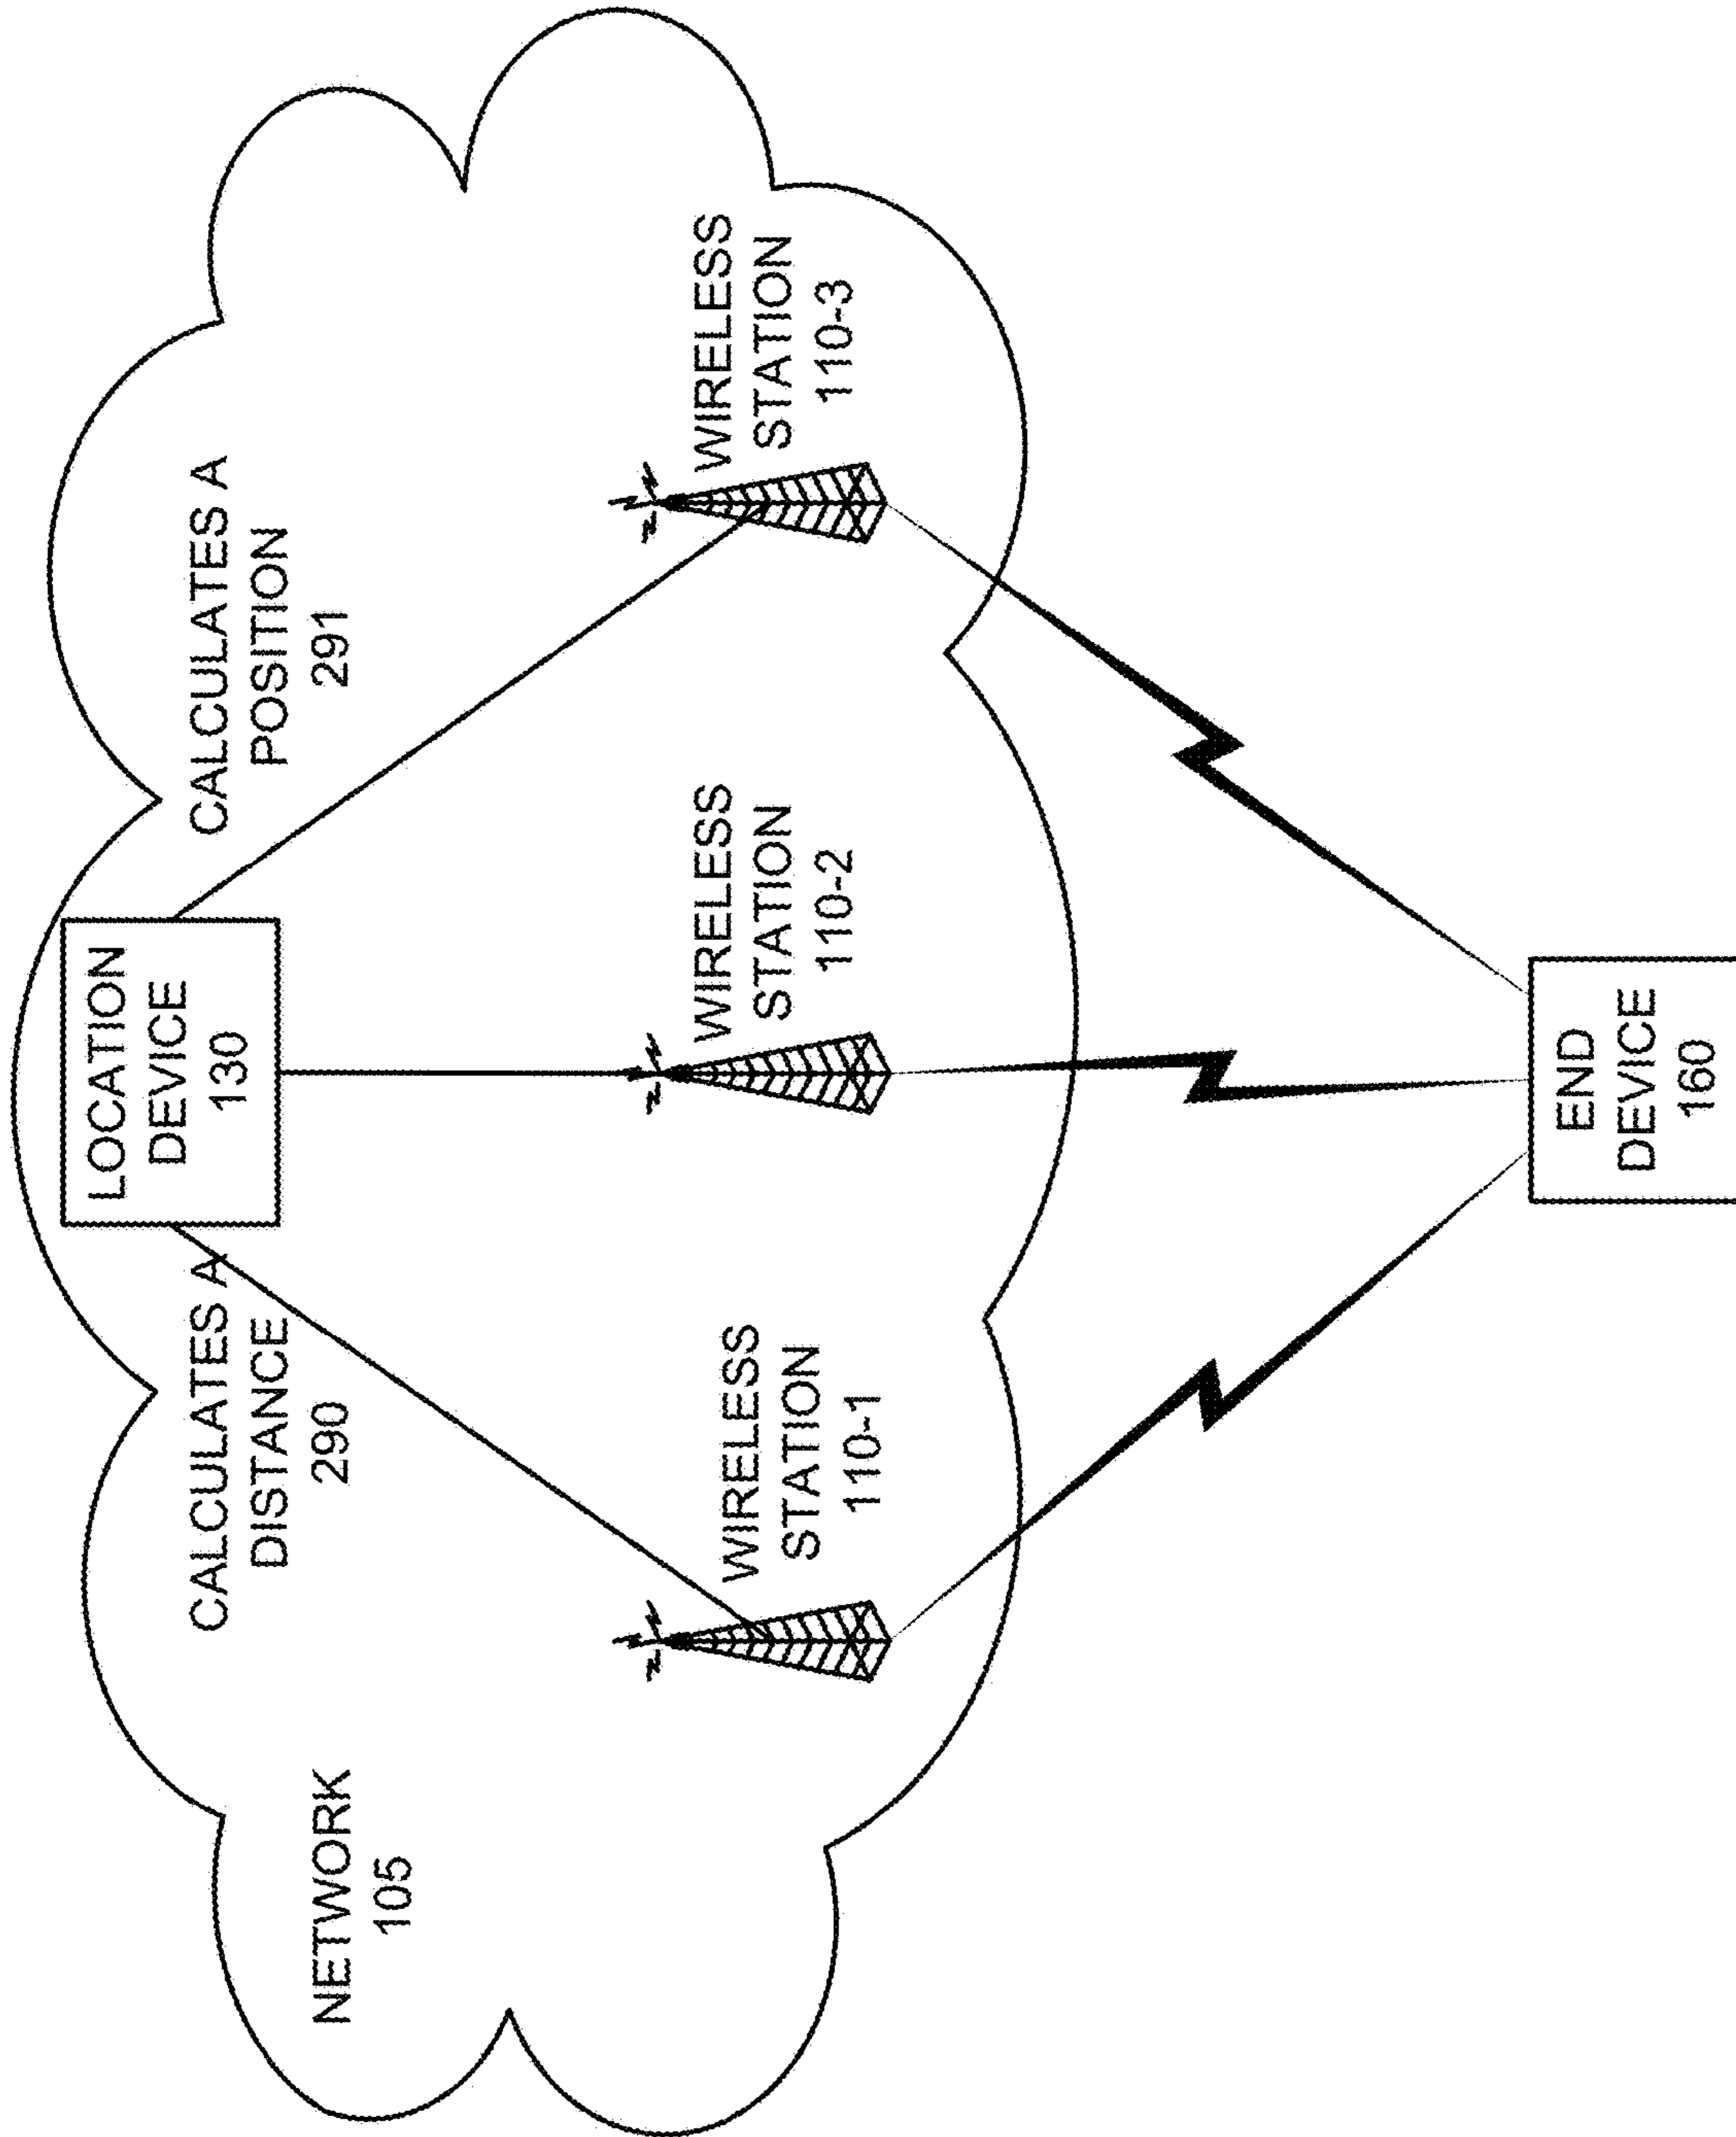 LOCATION
DEVICE
130
CALCULATES A
DISTANCE
290
CALCULATES A
POSITION
291
NETWORK
105
WIRELESS
STATION
110-1
WIRELESS
STATION
110-2
WIRELESS
STATION
110-3
END
DEVICE
160